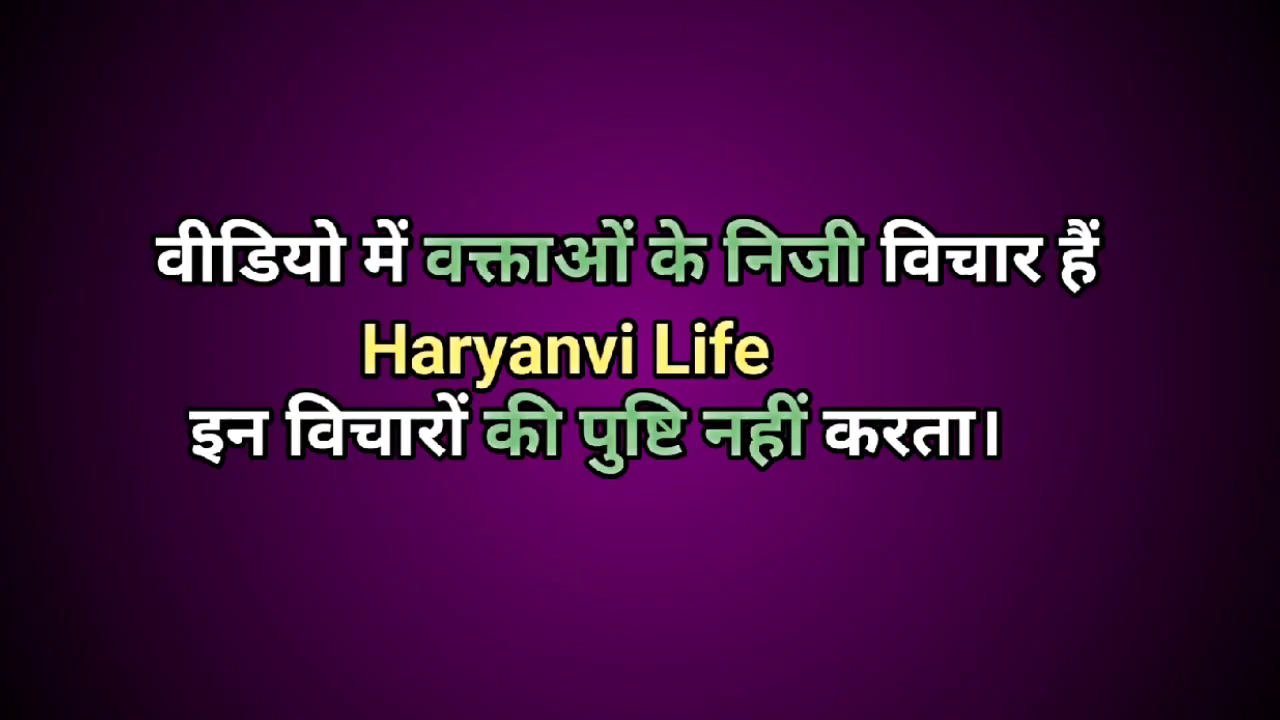 वीडियो में वक्ताओं के निजी विचार हैं
Haryanvi Life
इन विचारों की पुष्टि नहीं करता।